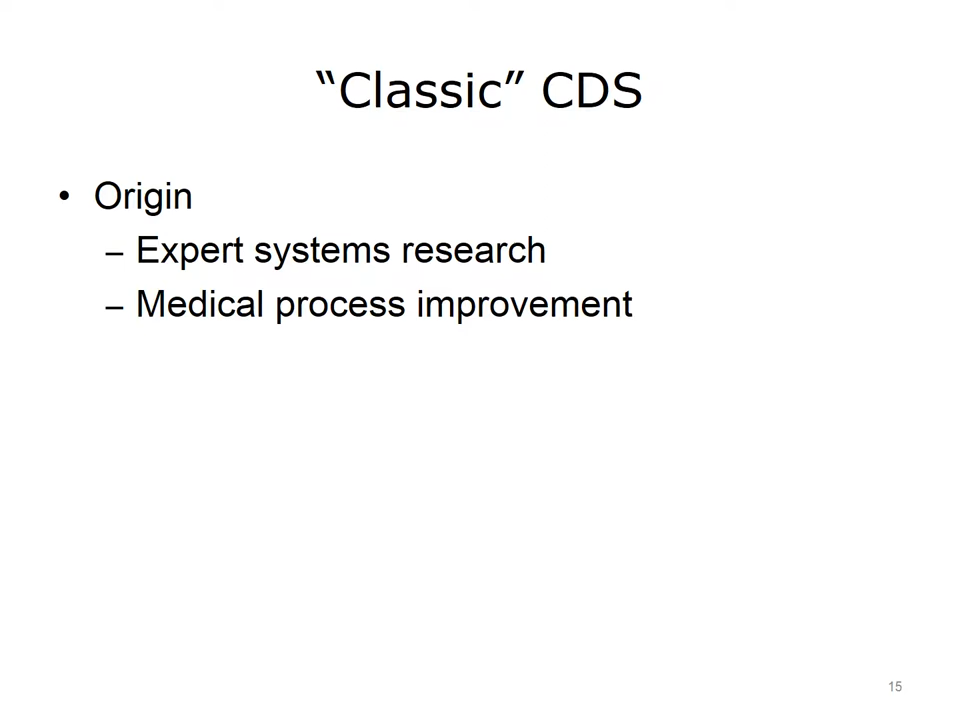 “Classic” CDS
• Origin
– Expert systems research
– Medical process improvement
15